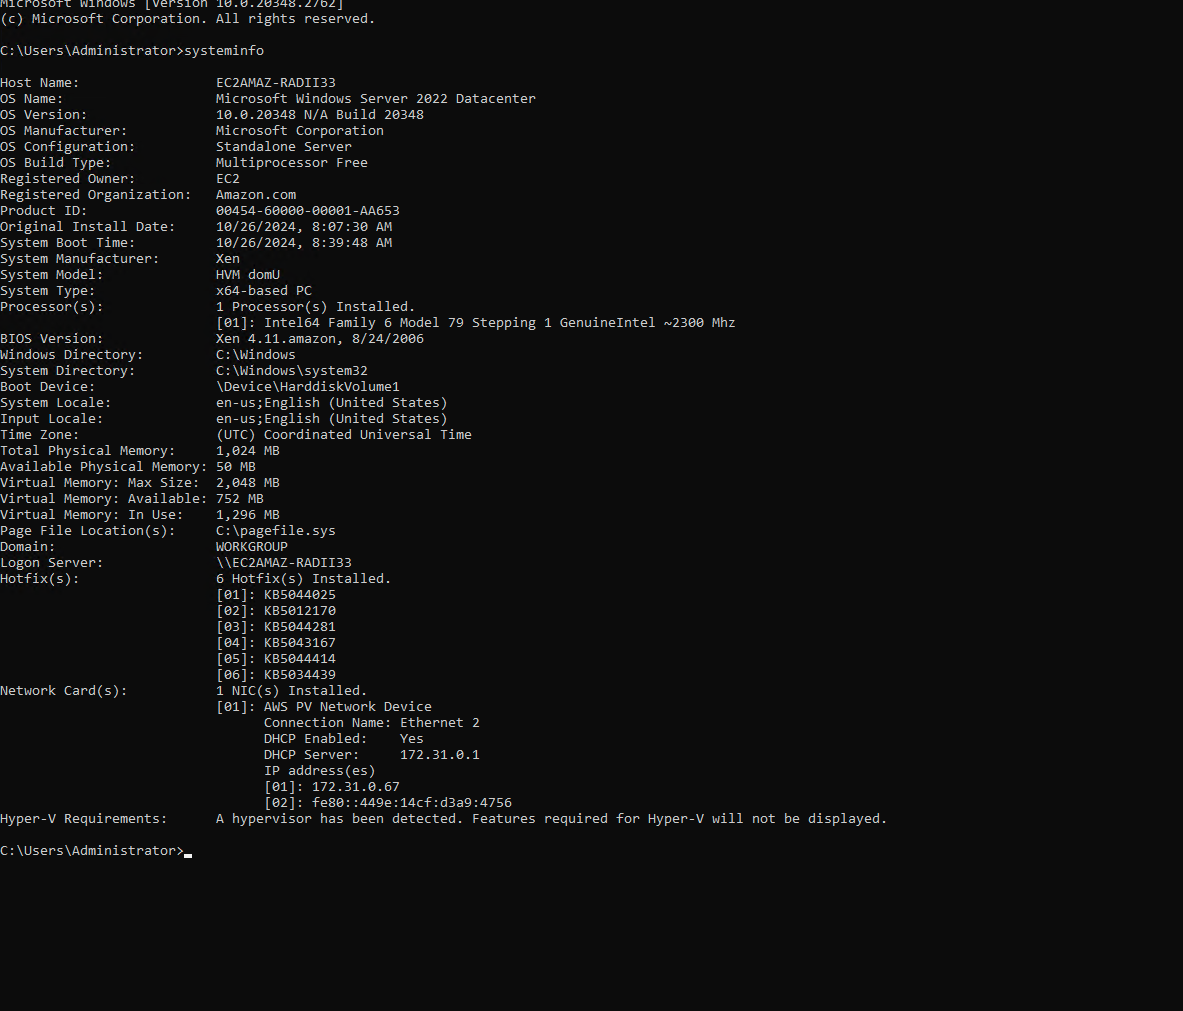 Microsoft Windows [Version 10.0.20348.2762]
(c) Microsoft Corporation. All rights reserved.
C:\Users\Administrator>systeminfo
Host Name: EC2AMAZ-RADII33
OS Name: Microsoft Windows Server 2022 Datacenter
OS Version: 10.0.20348 N/A Build 20348
OS Manufacturer: Microsoft Corporation
OS Configuration: Standalone Server
OS Build Type: Multiprocessor Free
Registered Owner: EC2
Registered Organization: Amazon.com
Product ID: 00454-60000-00001-AA653
Original Install Date: 10/26/2024, 8:07:30 AM
System Boot Time: 10/26/2024, 8:39:48 AM
System Manufacturer: Xen
System Model: HVM domU
System Type: x64-based PC
Processor(s): 1 Processor(s) Installed.
[01]: Intel64 Family 6 Model 79 Stepping 1 GenuineIntel ~2300 Mhz
BIOS Version: Xen 4.11.amazon, 8/24/2006
Windows Directory: C:\Windows
System Directory: C:\Windows\system32
Boot Device: \Device\HarddiskVolume1
System Locale: en-us;English (United States)
Input Locale: en-us;English (United States)
Time Zone: (UTC) Coordinated Universal Time
Total Physical Memory: 1,024 MB
Available Physical Memory: 50 MB
Virtual Memory: Max Size: 2,048 MB
Virtual Memory: Available: 752 MB
Virtual Memory: In Use: 1,296 MB
Page File Location(s): C:\pagefile.sys
Domain: WORKGROUP
Logon Server: \\EC2AMAZ-RADII33
Hotfix(s): 6 Hotfix(s) Installed.
[01]: KB5044025
[02]: KB5012170
[03]: KB5044281
[04]: KB5043167
[05]: KB5044414
[06]: KB5034439
Network Card(s): 1 NIC(s) Installed.
[01]: AWS PV Network Device
Connection Name: Ethernet 2
DHCP Enabled: Yes
DHCP Server: 172.31.0.1
IP address(es)
[01]: 172.31.0.67
[02]: fe80::449e:14cf:d3a9:4756
Hyper-V Requirements: A hypervisor has been detected. Features required for Hyper-V will not be displayed.
C:\Users\Administrator>